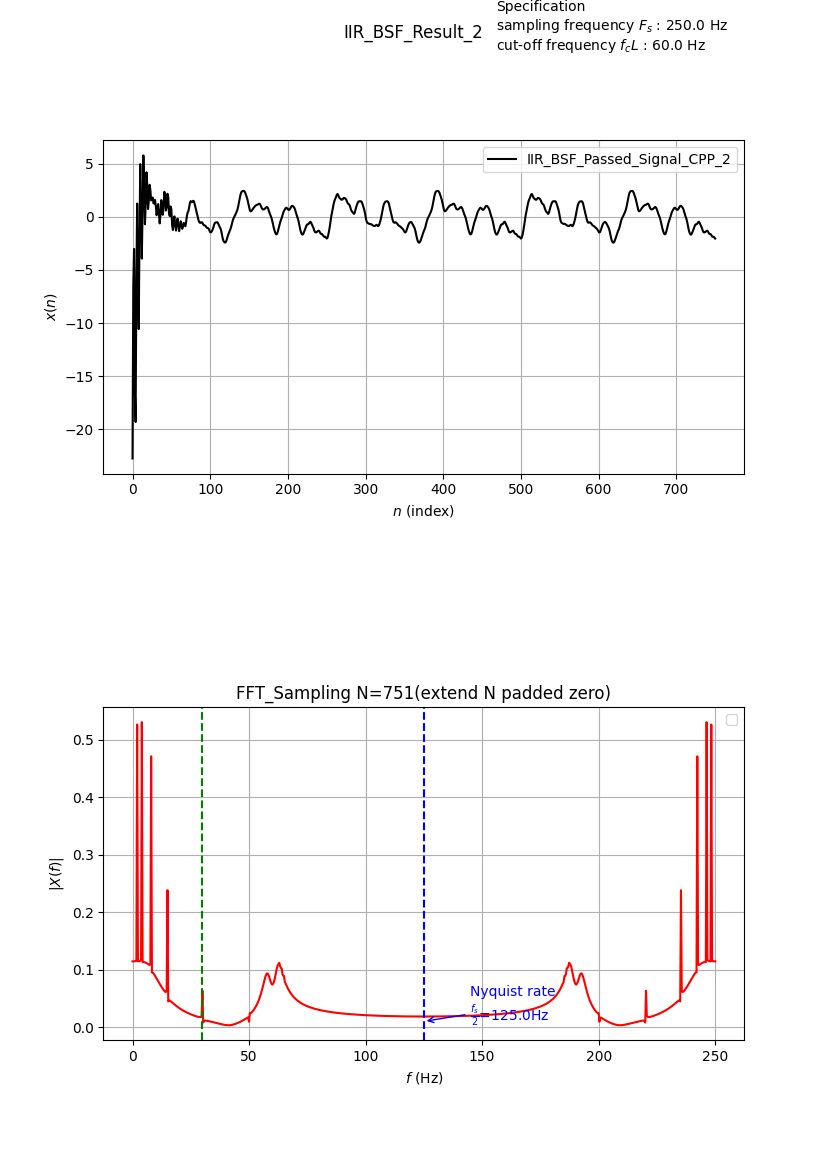 Specification
IIR_BSF_Result_2
sampling frequency Fₛ : 250.0 Hz
cut-off frequency f_cL : 60.0 Hz
IIR_BSF_Passed_Signal_CPP_2
5
0
−5
−10
−15
−20
x(n)
0 100 200 300 400 500 600 700
n (index)
FFT_Sampling N=751(extend N padded zero)
0.5
0.4
0.3
0.2
0.1
0.0
|X(f)|
Nyquist rate
fₛ/2=125.0Hz
0 50 100 150 200 250
f (Hz)